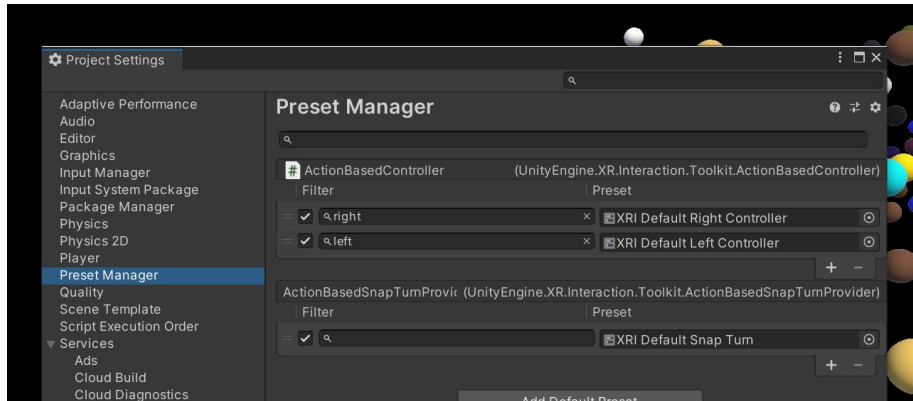 Project Settings
Adaptive Performance
Audio
Editor
Graphics
Input Manager
Input System Package
Package Manager
Physics
Physics 2D
Player
Preset Manager
Quality
Scene Template
Script Execution Order
Services
Ads
Cloud Build
Cloud Diagnostics
Preset Manager
# ActionBasedController (UnityEngine.XR.Interaction.Toolkit.ActionBasedController)
Filter Preset
right XRI Default Right Controller
left XRI Default Left Controller
ActionBasedSnapTurnProvi (UnityEngine.XR.Interaction.Toolkit.ActionBasedSnapTurnProvider)
Filter Preset
XRI Default Snap Turn
Add Default Preset